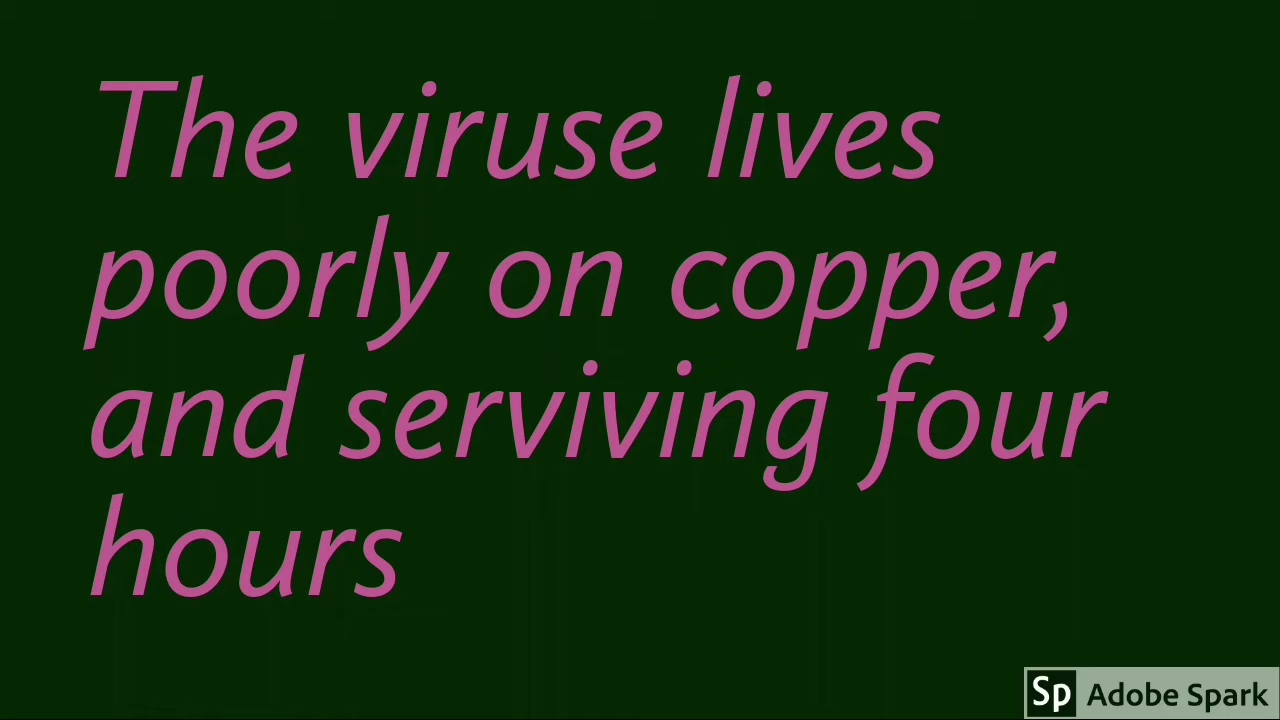 The viruse lives
poorly on copper,
and serviving four
hours
Sp Adobe Spark